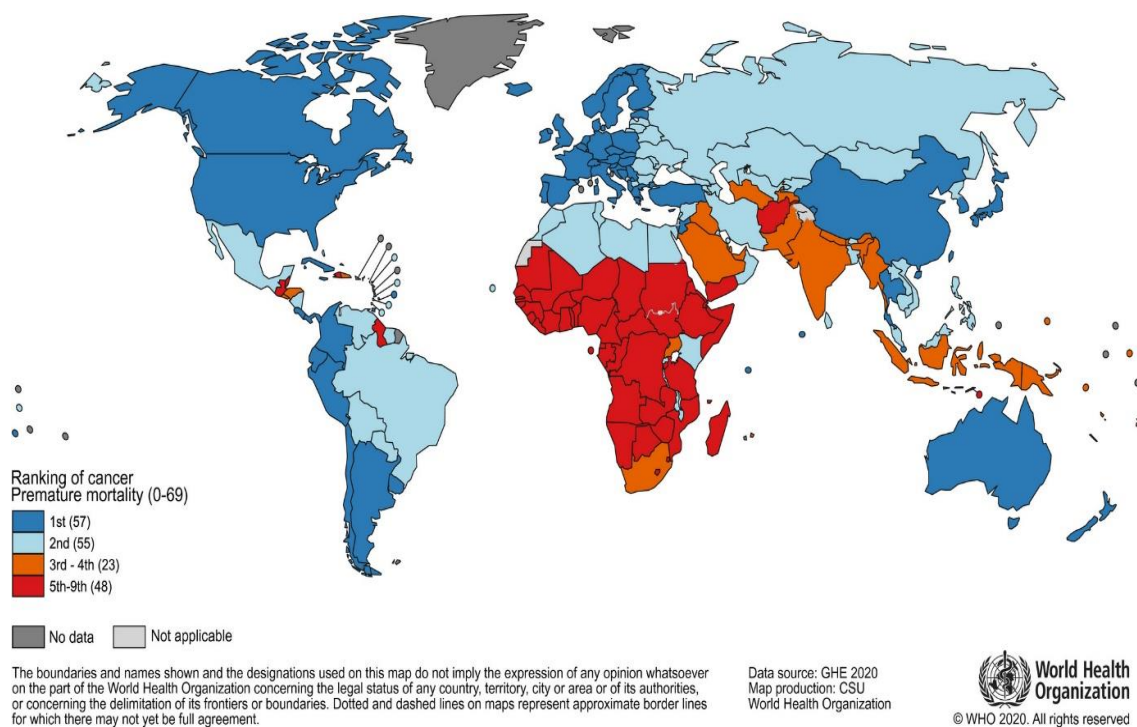 Ranking of cancer
Premature mortality (0-69)
1st (57)
2nd (55)
3rd - 4th (23)
5th-9th (48)
No data
Not applicable
The boundaries and names shown and the designations used on this map do not imply the expression of any opinion whatsoever
on the part of the World Health Organization concerning the legal status of any country, territory, city or area or of its authorities,
or concerning the delimitation of its frontiers or boundaries. Dotted and dashed lines on maps represent approximate border lines
for which there may not yet be full agreement.
Data source: GHE 2020
Map production: CSU
World Health Organization
World Health
Organization
© WHO 2020. All rights reserved